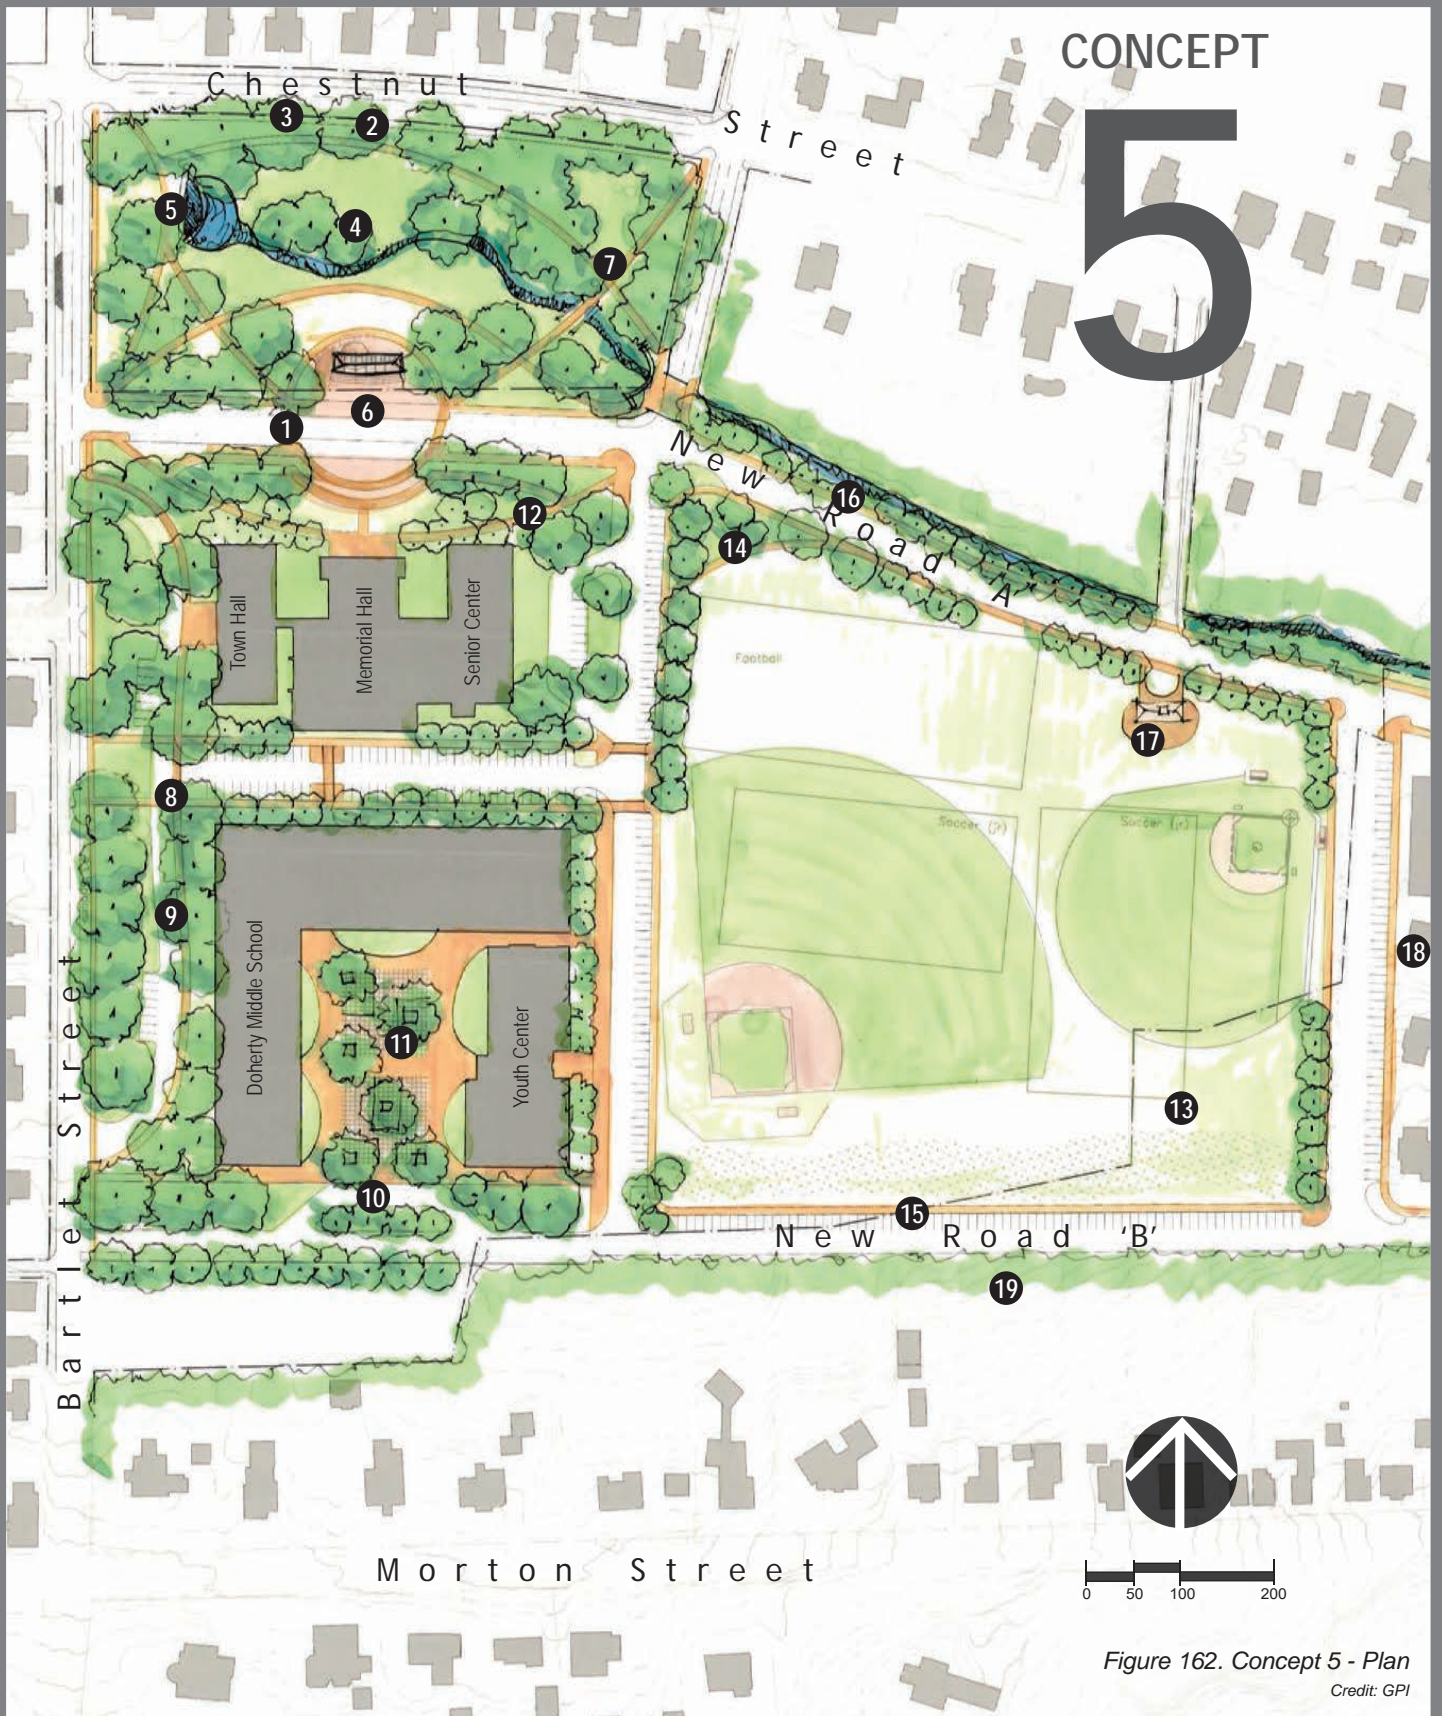 CONCEPT
5
Chestnut
Street
3
2
5
4
7
6
1
New
Road 'A'
16
12
14
Town Hall
Memorial Hall
Senior Center
Football
17
8
Soccer (jr)
Soccer (jr)
9
18
Doherty Middle School
Youth Center
11
13
10
15
New Road 'B'
19
Bartlet Street
Morton Street
0 50 100 200
Figure 162. Concept 5 - Plan
Credit: GPI